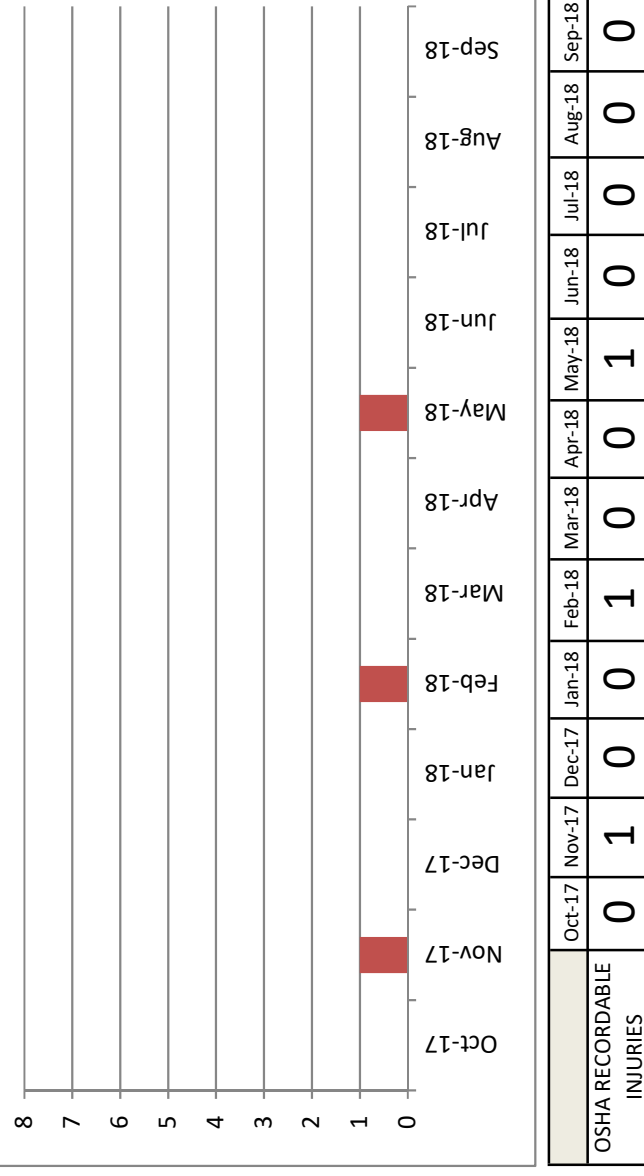 8
7
6
5
4
3
2
1
0
Oct-17 Nov-17 Dec-17 Jan-18 Feb-18 Mar-18 Apr-18 May-18 Jun-18 Jul-18 Aug-18 Sep-18
Oct-17 Nov-17 Dec-17 Jan-18 Feb-18 Mar-18 Apr-18 May-18 Jun-18 Jul-18 Aug-18 Sep-18
OSHA RECORDABLE
INJURIES
0 1 0 0 1 0 0 1 0 0 0 0